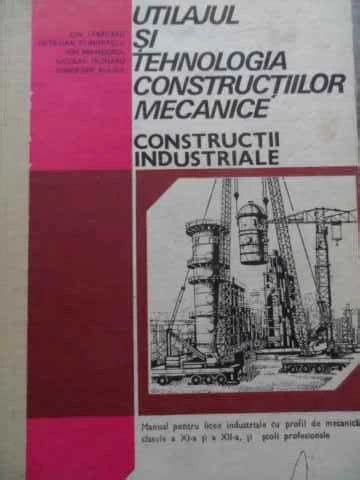 UTILAJUL
ȘI
TEHNOLOGIA
CONSTRUCȚIILOR
MECANICE
CONSTRUCTII
INDUSTRIALE
Manual pentru licee industriale cu profil de mecanică
clasele a XI-a și a XII-a, și școli profesionale